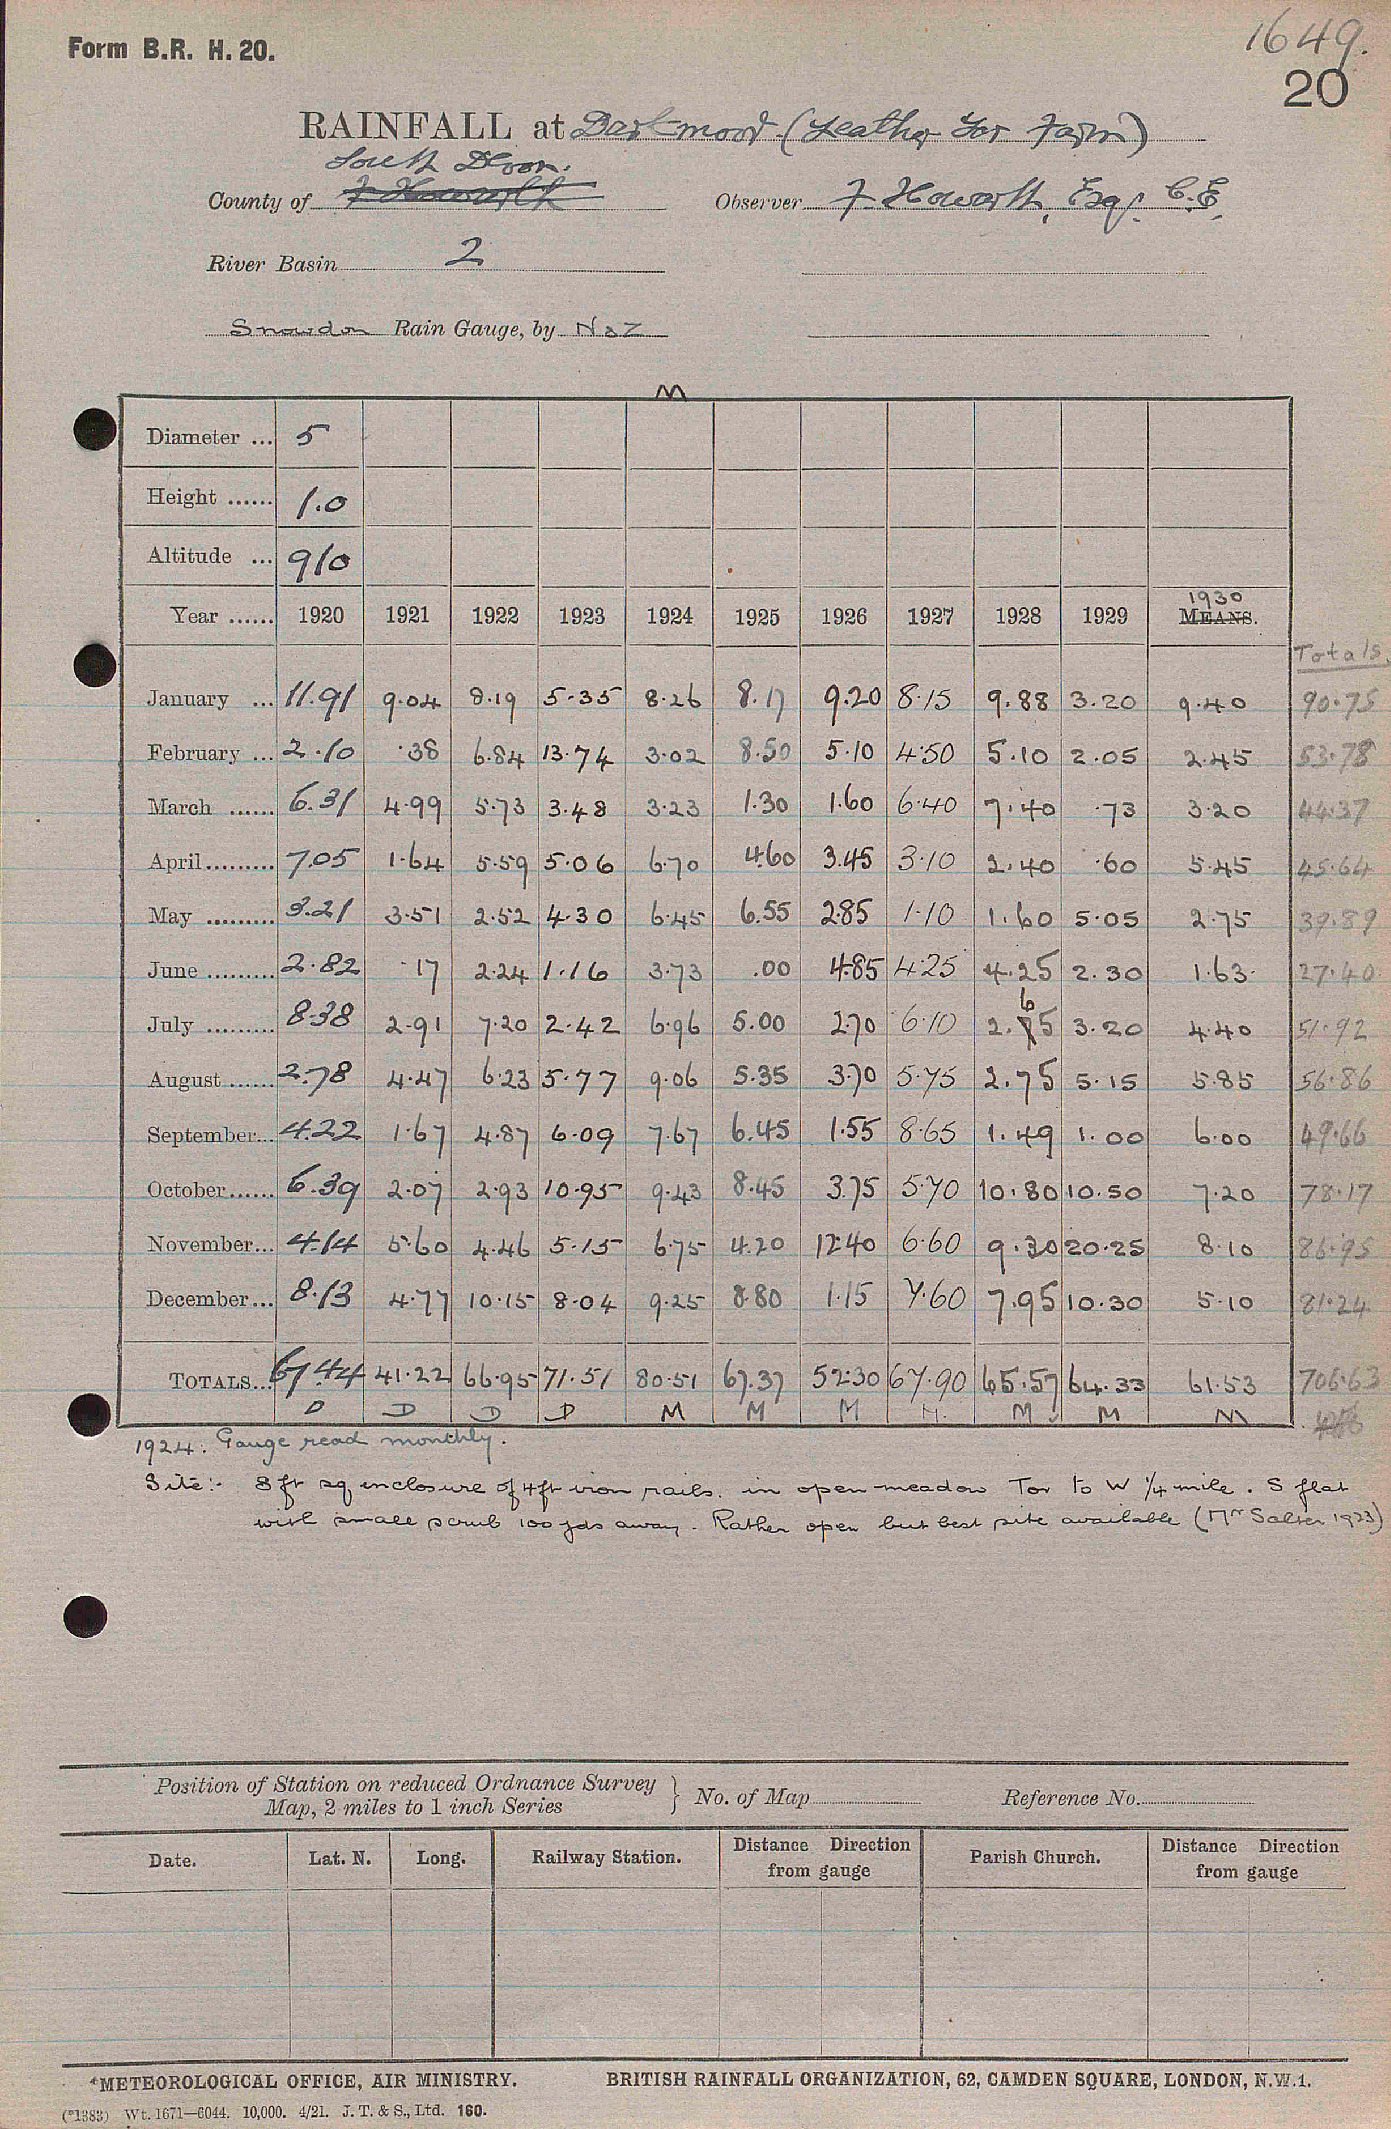 1649.
Form B.R. H. 20.
20
RAINFALL at Dartmoor (Leather Tor Farm)
South Devon.
County of F Howorth Observer F. Howorth, Esq., C.E.
River Basin 2
Snowdon Rain Gauge, by N&Z
M
Diameter ... 5
Height ...... 1.0
Altitude ... 910
1930
Year ...... 1920 1921 1922 1923 1924 1925 1926 1927 1928 1929 MEANS.
Totals.
January ... 11.91 9.04 8.19 5.35 8.26 8.17 9.20 8.15 9.88 3.20 9.40 90.75
February ... 2.10 .38 6.84 13.74 3.02 8.50 5.10 4.50 5.10 2.05 2.45 53.78
March ...... 6.31 4.99 5.73 3.48 3.23 1.30 1.60 6.40 7.40 .73 3.20 44.37
April......... 7.05 1.64 5.59 5.06 6.70 4.60 3.45 3.10 2.40 .60 5.45 45.64
May ......... 3.21 3.51 2.52 4.30 6.45 6.55 2.85 1.10 1.60 5.05 2.75 39.89
June ......... 2.82 .17 2.24 1.16 3.73 .00 4.85 4.25 4.25 2.30 1.63 27.40
July ......... 8.38 2.91 7.20 2.42 6.96 5.00 2.70 6.10 2.65 3.20 4.40 51.92
August ...... 2.78 4.47 6.23 5.77 9.06 5.35 3.70 5.75 2.75 5.15 5.85 56.86
September... 4.22 1.67 4.87 6.09 7.67 6.45 1.55 8.65 1.49 1.00 6.00 49.66
October...... 6.39 2.07 2.93 10.95 9.43 8.45 3.75 5.70 10.80 10.50 7.20 78.17
November... 4.14 5.60 4.46 5.15 6.75 4.20 12.40 6.60 9.30 20.25 8.10 86.95
December... 8.13 4.77 10.15 8.04 9.25 8.80 1.15 7.60 7.95 10.30 5.10 81.24
TOTALS... 67.44 41.22 66.95 71.51 80.51 67.37 52.30 67.90 65.57 64.33 61.53 706.63
D D D D M M M M. M M M
1924. Gauge read monthly.
Site:- 8 ft sq enclosure of 4ft iron rails. in open meadow Tor to W 1/4 mile. S flat
with small scrub 100 yds away. Rather open but best site available (Mr Salter 1923)
Position of Station on reduced Ordnance Survey
Map, 2 miles to 1 inch Series } No. of Map Reference No.
Date. Lat. N. Long. Railway Station. Distance Direction from gauge Parish Church. Distance Direction from gauge
*METEOROLOGICAL OFFICE, AIR MINISTRY. BRITISH RAINFALL ORGANIZATION, 62, CAMDEN SQUARE, LONDON, N.W.1.
(*1383) Wt. 1671—6044. 10,000. 4/21. J. T. & S., Ltd. 160.